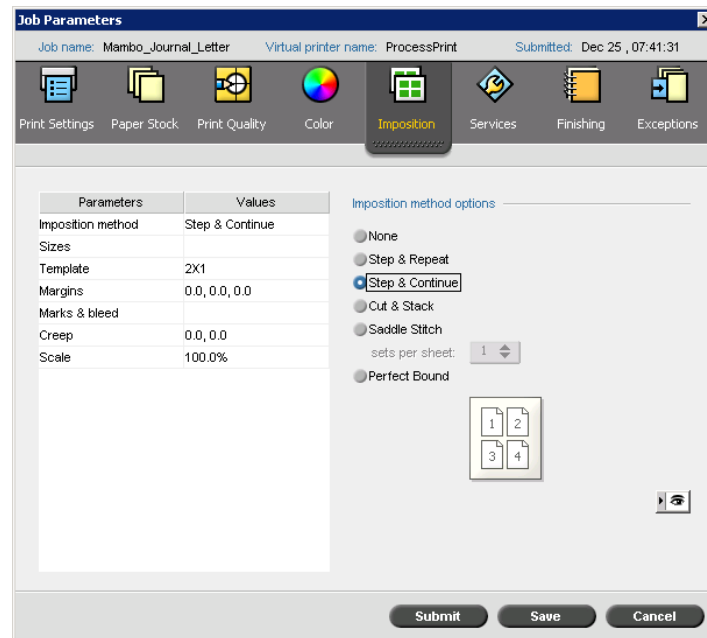 Job Parameters
Job name: Mambo_Journal_Letter Virtual printer name: ProcessPrint Submitted: Dec 25 , 07:41:31
Print Settings Paper Stock Print Quality Color Imposition Services Finishing Exceptions
Parameters Values
Imposition method Step & Continue
Sizes
Template 2X1
Margins 0.0, 0.0, 0.0
Marks & bleed
Creep 0.0, 0.0
Scale 100.0%
Imposition method options
None
Step & Repeat
Step & Continue
Cut & Stack
Saddle Stitch
sets per sheet: 1
Perfect Bound
1 2
3 4
Submit Save Cancel